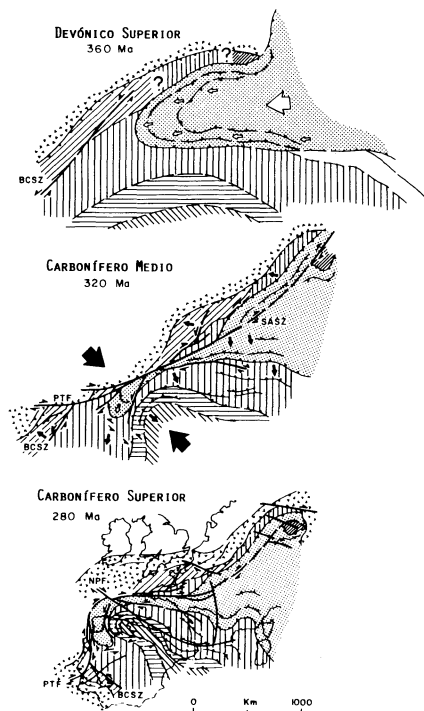 DEVÓNICO SUPERIOR
360 Ma
?
?
BCSZ
CARBONÍFERO MEDIO
320 Ma
SASZ
PTF
BCSZ
CARBONÍFERO SUPERIOR
280 Ma
NPF
PTF
BCSZ
0 Km 1000